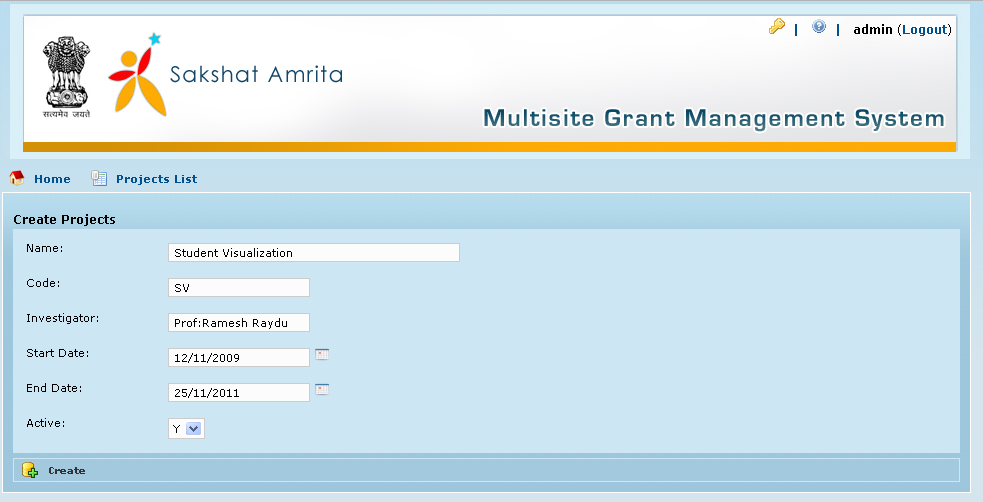 | | admin (Logout)
सत्यमेव जयते
Sakshat Amrita
Multisite Grant Management System
Home Projects List
Create Projects
Name: Student Visualization
Code: SV
Investigator: Prof:Ramesh Raydu
Start Date: 12/11/2009
End Date: 25/11/2011
Active: Y
Create